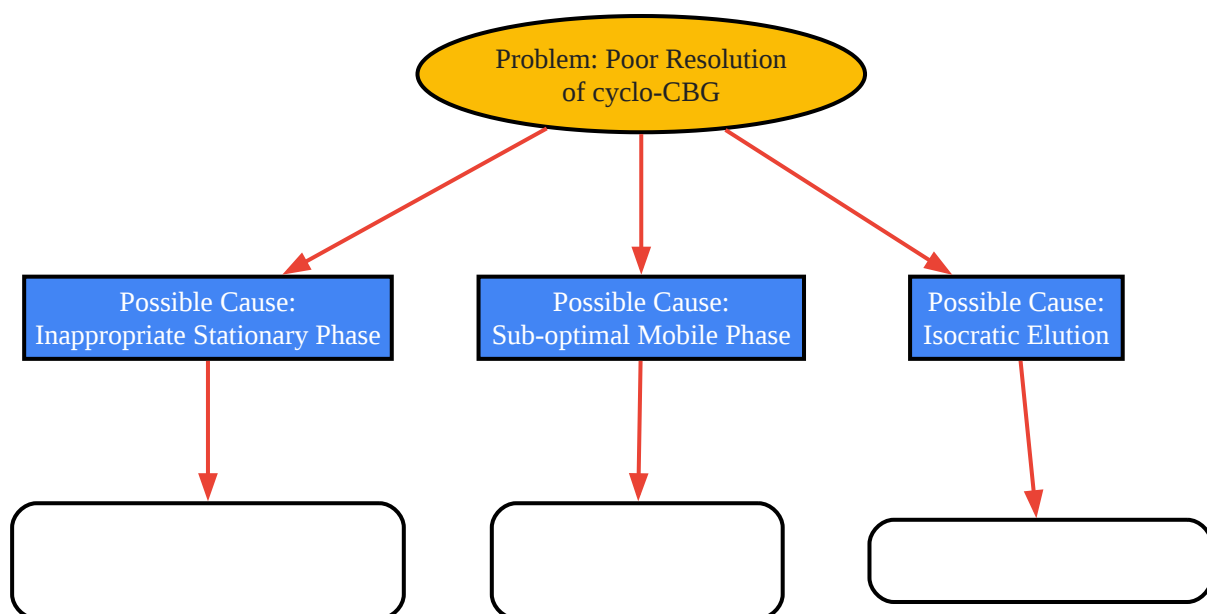 Problem: Poor Resolution
of cyclo-CBG
Possible Cause:
Inappropriate Stationary Phase
Possible Cause:
Sub-optimal Mobile Phase
Possible Cause:
Isocratic Elution